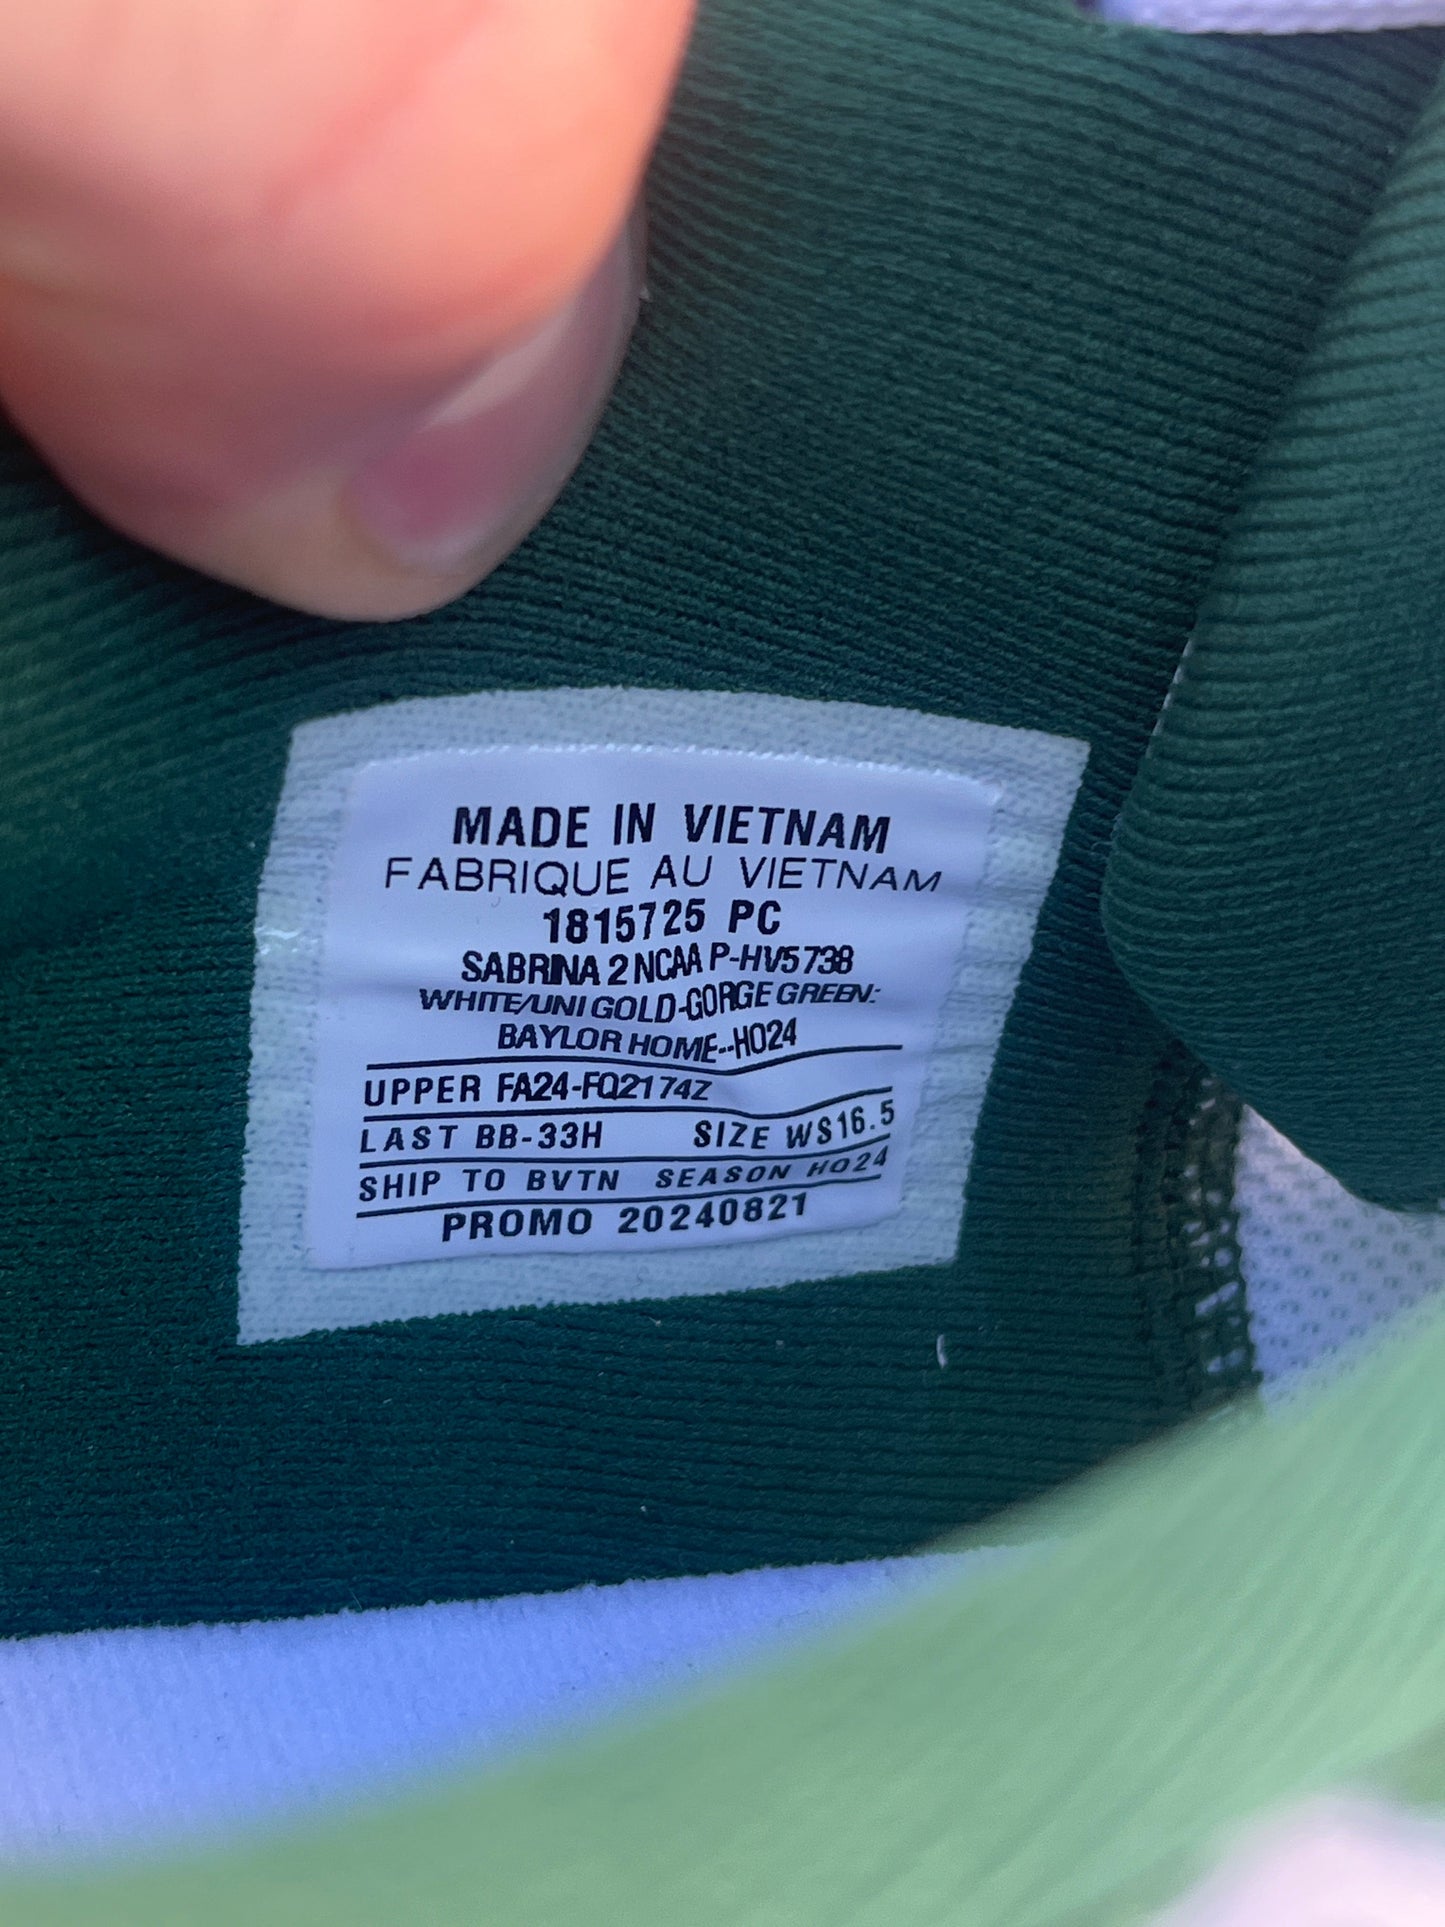 MADE IN VIETNAM
FABRIQUE AU VIETNAM
1815725 PC
SABRINA 2 NCAA P-HV5738
WHITE/UNI GOLD-GORGE GREEN:
BAYLOR HOME--HO24
UPPER FA24-FQ2174Z
LAST BB-33H SIZE WS16.5
SHIP TO BVTN SEASON HO24
PROMO 20240821